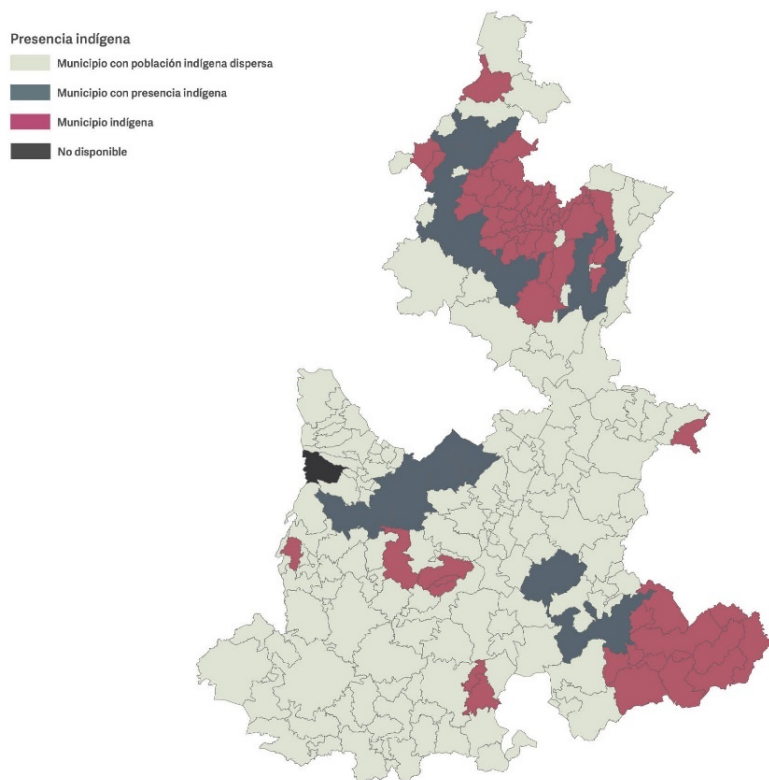 Presencia indígena
Municipio con población indígena dispersa
Municipio con presencia indígena
Municipio indígena
No disponible